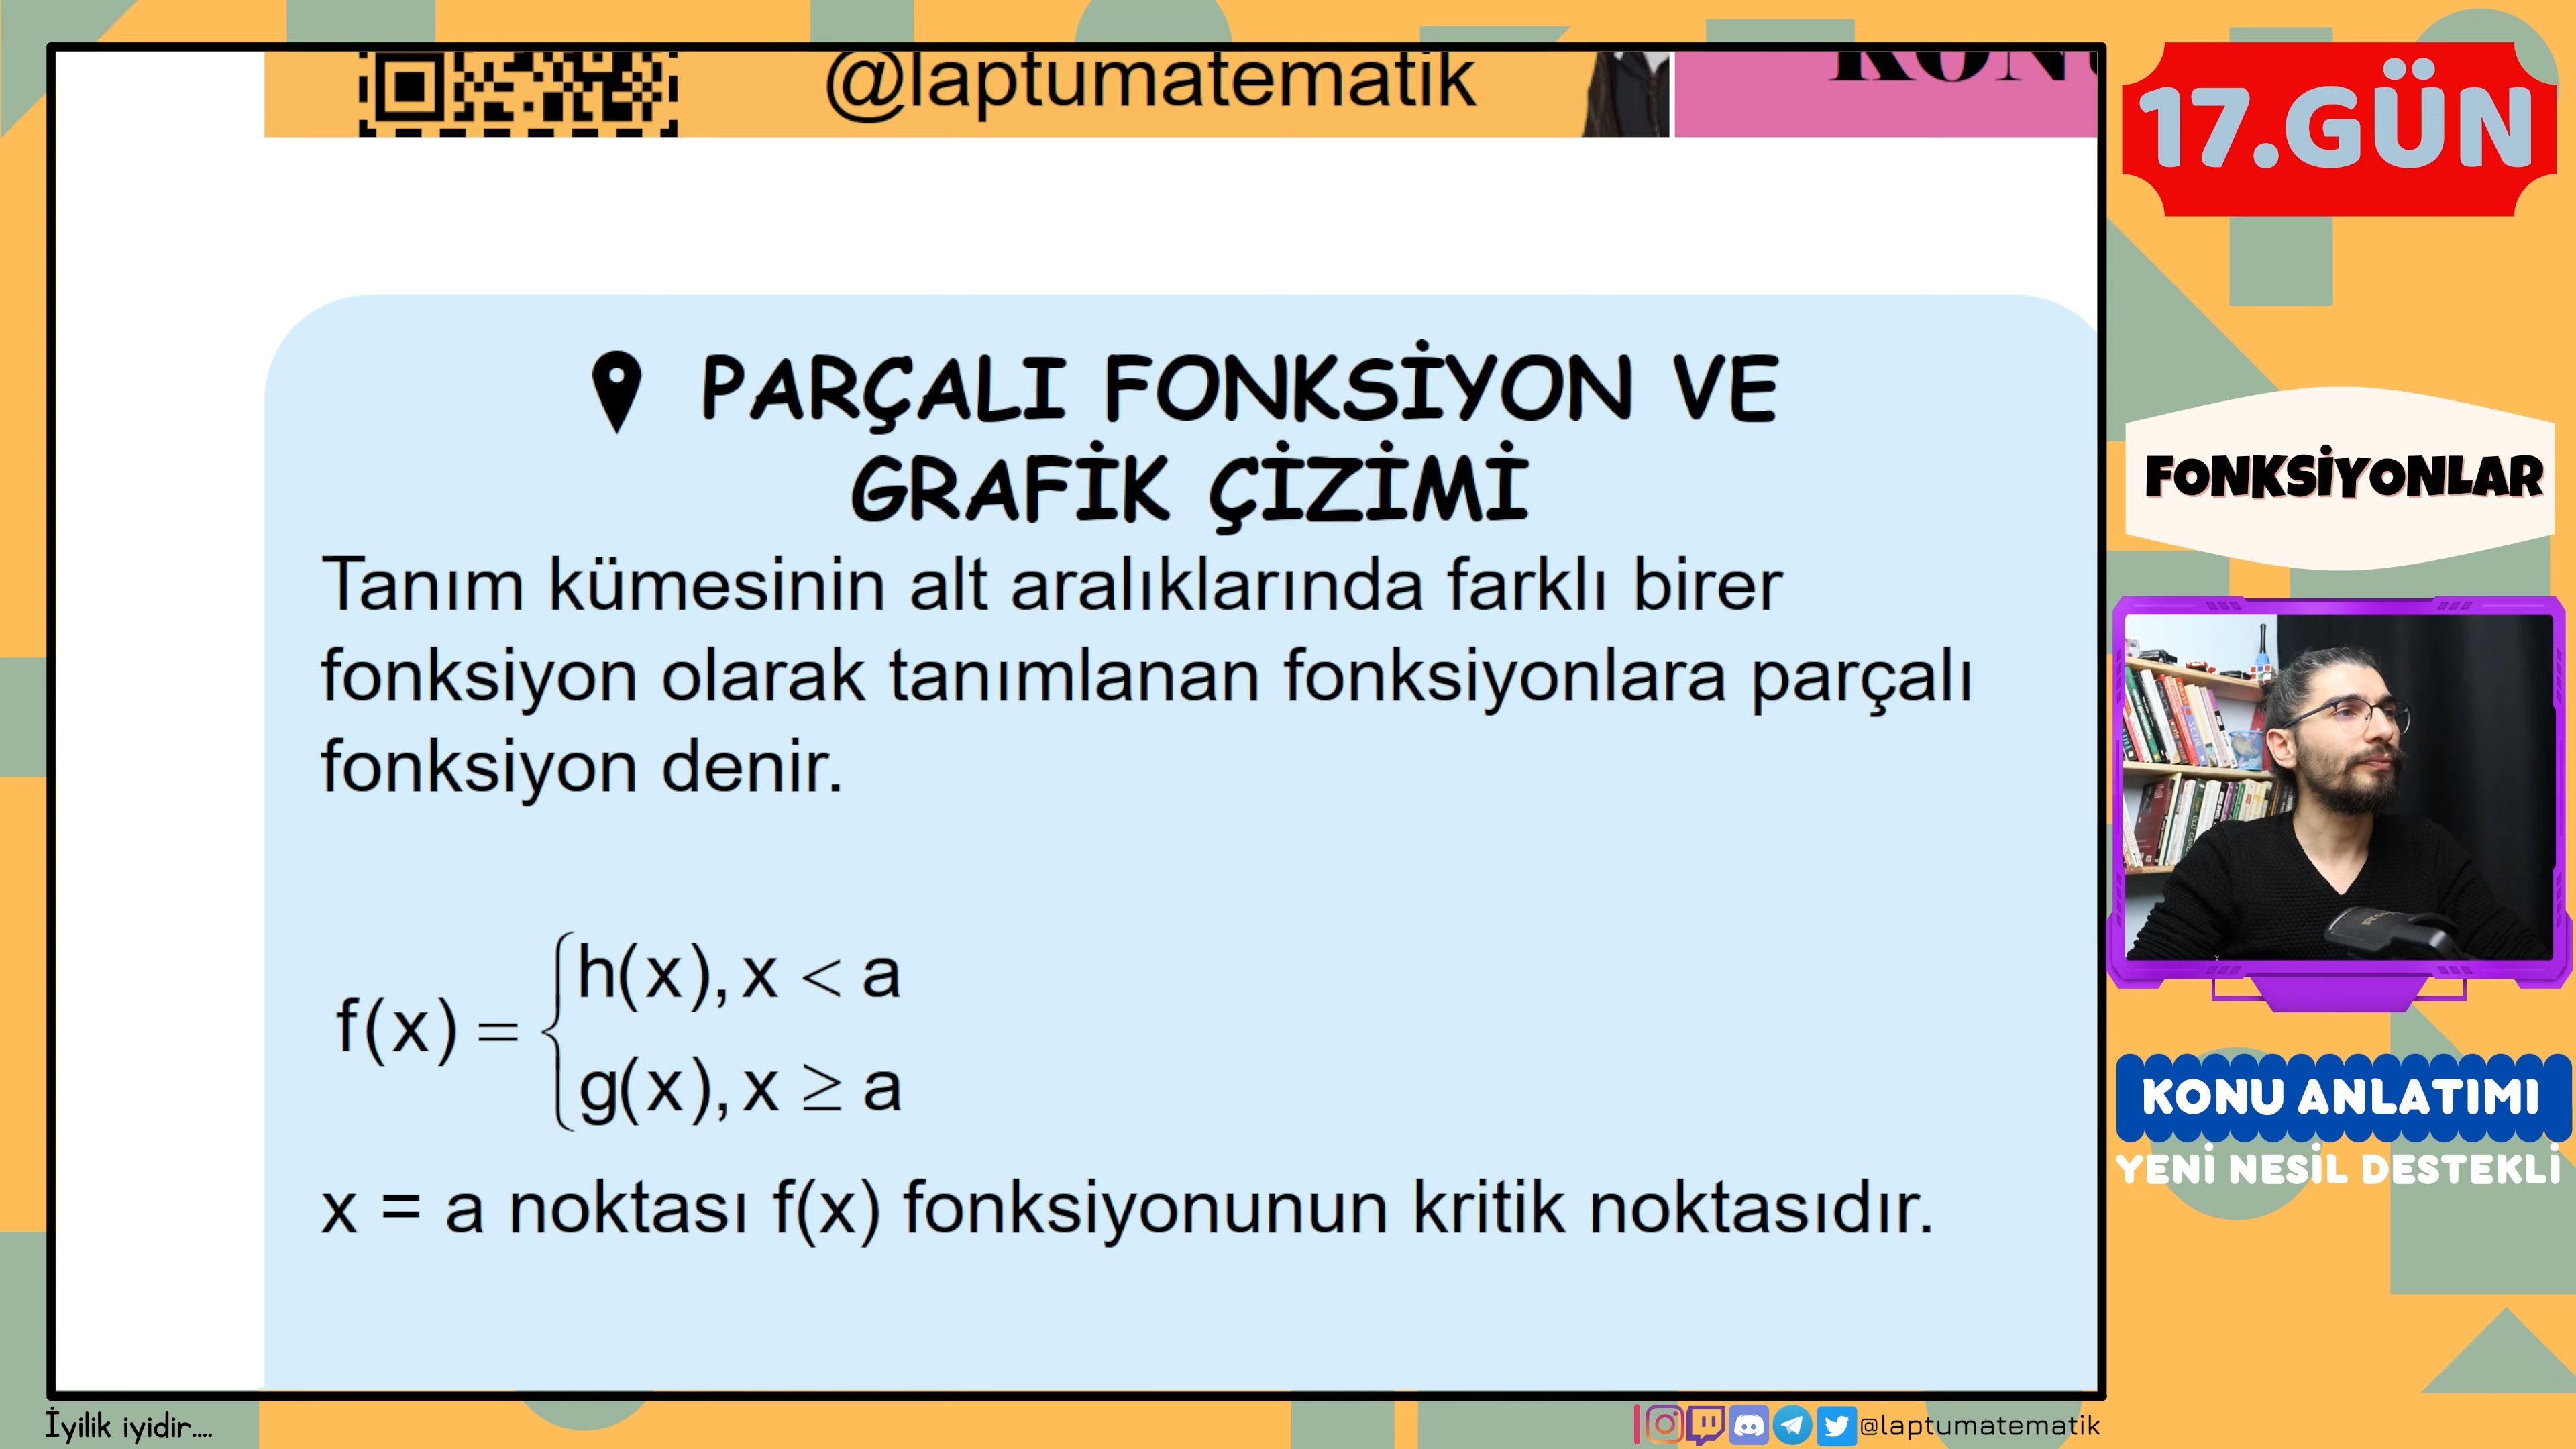 @laptumatematik
17.GÜN
PARÇALI FONKSİYON VE
GRAFİK ÇİZİMİ
Tanım kümesinin alt aralıklarında farklı birer
fonksiyon olarak tanımlanan fonksiyonlara parçalı
fonksiyon denir.
f(x) = { h(x), x < a
g(x), x ≥ a
x = a noktası f(x) fonksiyonunun kritik noktasıdır.
FONKSİYONLAR
KONU ANLATIMI
YENİ NESİL DESTEKLİ
İyilik iyidir....
@laptumatematik